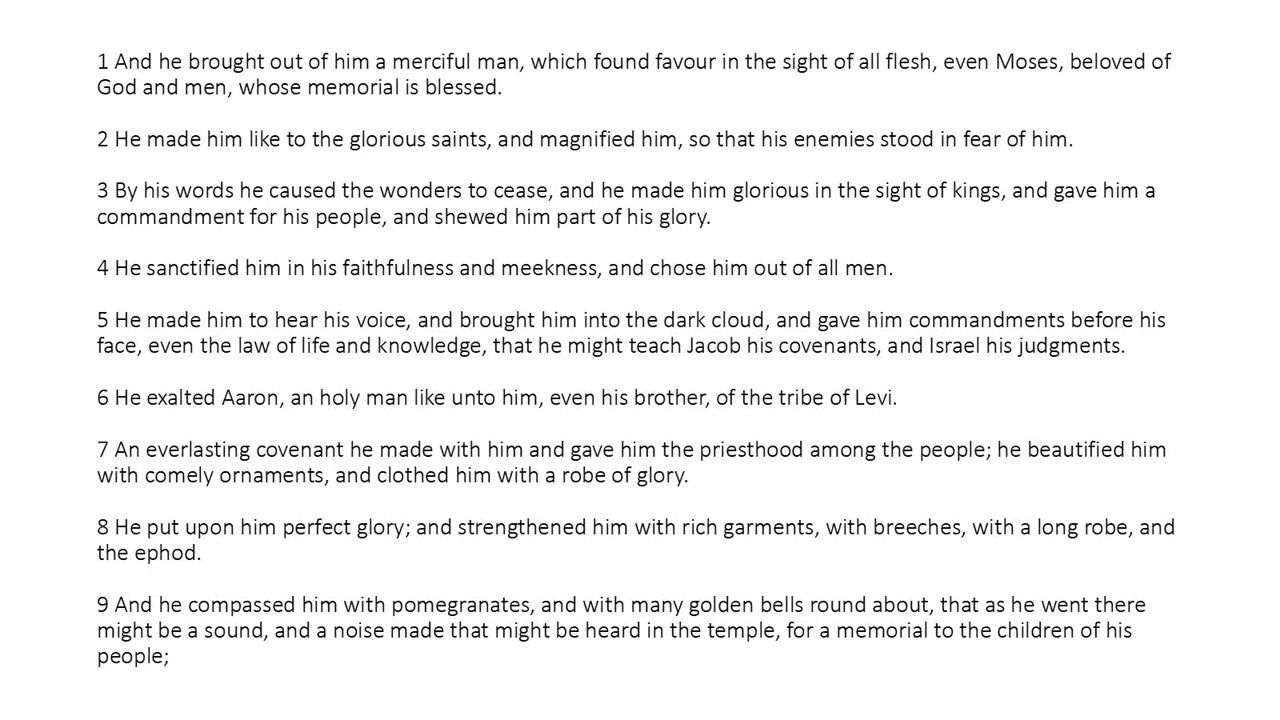 1 And he brought out of him a merciful man, which found favour in the sight of all flesh, even Moses, beloved of
God and men, whose memorial is blessed.
2 He made him like to the glorious saints, and magnified him, so that his enemies stood in fear of him.
3 By his words he caused the wonders to cease, and he made him glorious in the sight of kings, and gave him a
commandment for his people, and shewed him part of his glory.
4 He sanctified him in his faithfulness and meekness, and chose him out of all men.
5 He made him to hear his voice, and brought him into the dark cloud, and gave him commandments before his
face, even the law of life and knowledge, that he might teach Jacob his covenants, and Israel his judgments.
6 He exalted Aaron, an holy man like unto him, even his brother, of the tribe of Levi.
7 An everlasting covenant he made with him and gave him the priesthood among the people; he beautified him
with comely ornaments, and clothed him with a robe of glory.
8 He put upon him perfect glory; and strengthened him with rich garments, with breeches, with a long robe, and
the ephod.
9 And he compassed him with pomegranates, and with many golden bells round about, that as he went there
might be a sound, and a noise made that might be heard in the temple, for a memorial to the children of his
people;